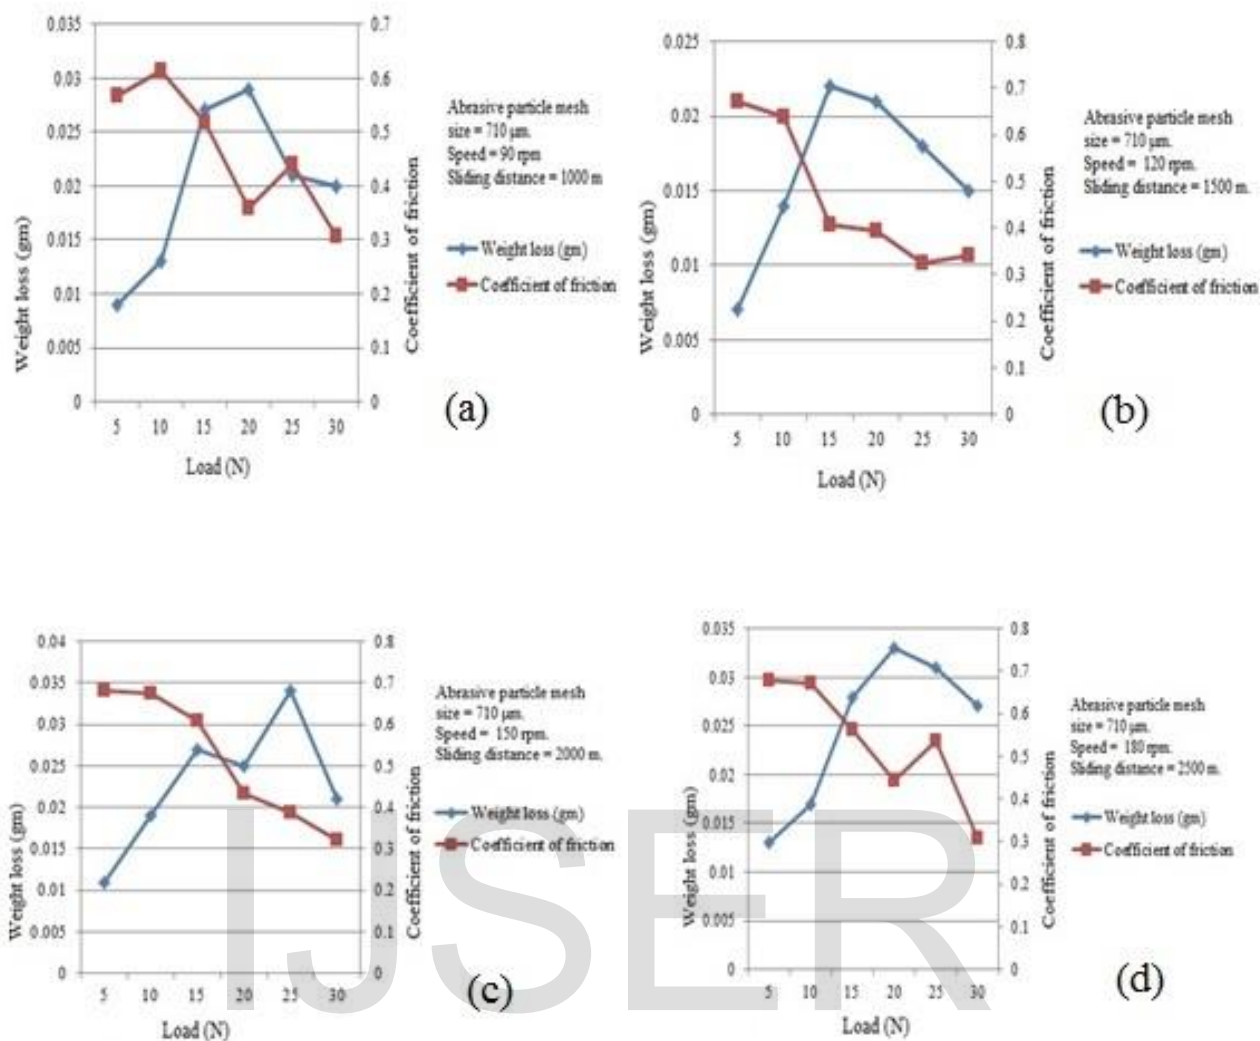 0.035
0.03
0.025
0.02
0.015
0.01
0.005
0
0.7
0.6
0.5
0.4
0.3
0.2
0.1
0
5 10 15 20 25 30
Load (N)
Weight loss (gm)
Coefficient of friction
Abrasive particle mesh
size = 710 µm.
Speed = 90 rpm
Sliding distance = 1000 m
Weight loss (gm)
Coefficient of friction
(a)
0.025
0.02
0.015
0.01
0.005
0
0.8
0.7
0.6
0.5
0.4
0.3
0.2
0.1
0
5 10 15 20 25 30
Load (N)
Weight loss (gm)
Coefficient of friction
Abrasive particle mesh
size = 710 µm.
Speed = 120 rpm.
Sliding distance = 1500 m.
Weight loss (gm)
Coefficient of friction
(b)
0.04
0.035
0.03
0.025
0.02
0.015
0.01
0.005
0
0.8
0.7
0.6
0.5
0.4
0.3
0.2
0.1
0
5 10 15 20 25 30
Load (N)
Weight loss (gm)
Coefficient of friction
Abrasive particle mesh
size = 710 µm.
Speed = 150 rpm.
Sliding distance = 2000 m.
Weight loss (gm)
Coefficient of friction
(c)
0.035
0.03
0.025
0.02
0.015
0.01
0.005
0
0.8
0.7
0.6
0.5
0.4
0.3
0.2
0.1
0
5 10 15 20 25 30
Load (N)
Weight loss (gm)
Coefficient of friction
Abrasive particle mesh
size = 710 µm.
Speed = 180 rpm.
Sliding distance = 2500 m.
Weight loss (gm)
Coefficient of friction
(d)
IJSER